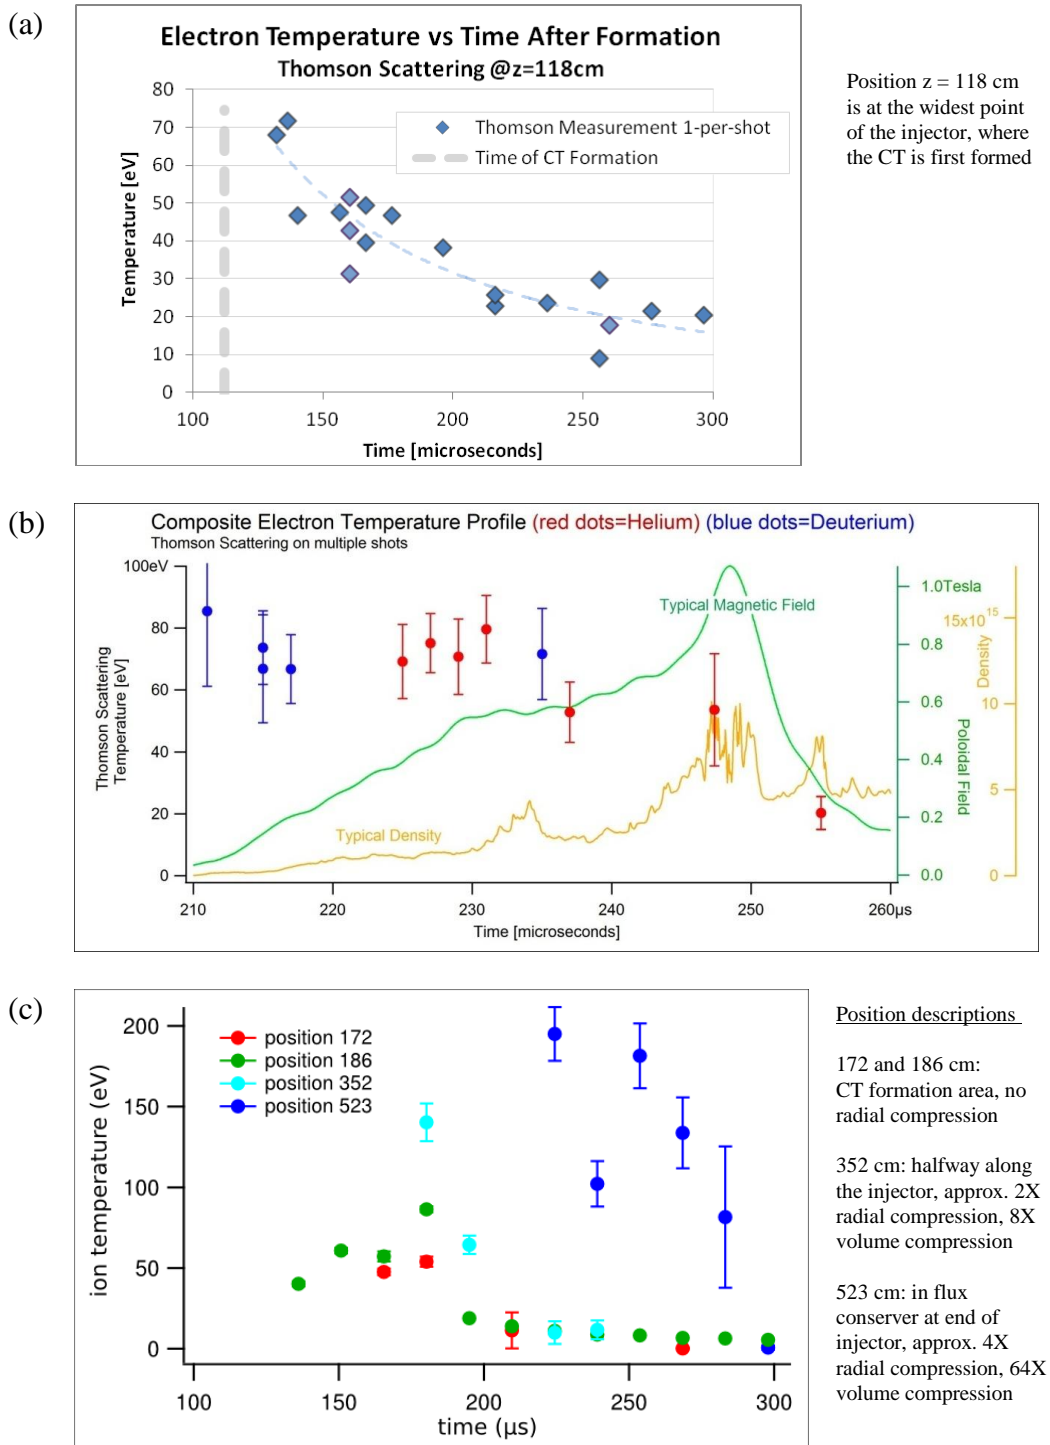 (a)
Electron Temperature vs Time After Formation
Thomson Scattering @z=118cm
80
70
60
50
40
30
20
10
0
Temperature [eV]
Thomson Measurement 1-per-shot
Time of CT Formation
100
150
200
250
300
Time [microseconds]
Position z = 118 cm
is at the widest point
of the injector, where
the CT is first formed
(b)
Composite Electron Temperature Profile (red dots=Helium) (blue dots=Deuterium)
Thomson Scattering on multiple shots
100eV
80
60
40
20
0
Thomson Scattering
Temperature [eV]
Typical Magnetic Field
Typical Density
1.0Tesla
0.8
0.6
0.4
0.2
0.0
Poloidal Field
15x10^15
10
5
0
Density
210
220
230
240
250
260µs
Time [microseconds]
(c)
200
150
100
50
0
ion temperature (eV)
position 172
position 186
position 352
position 523
100
150
200
250
300
time (µs)
Position descriptions
172 and 186 cm:
CT formation area, no
radial compression
352 cm: halfway along
the injector, approx. 2X
radial compression, 8X
volume compression
523 cm: in flux
conserver at end of
injector, approx. 4X
radial compression, 64X
volume compression